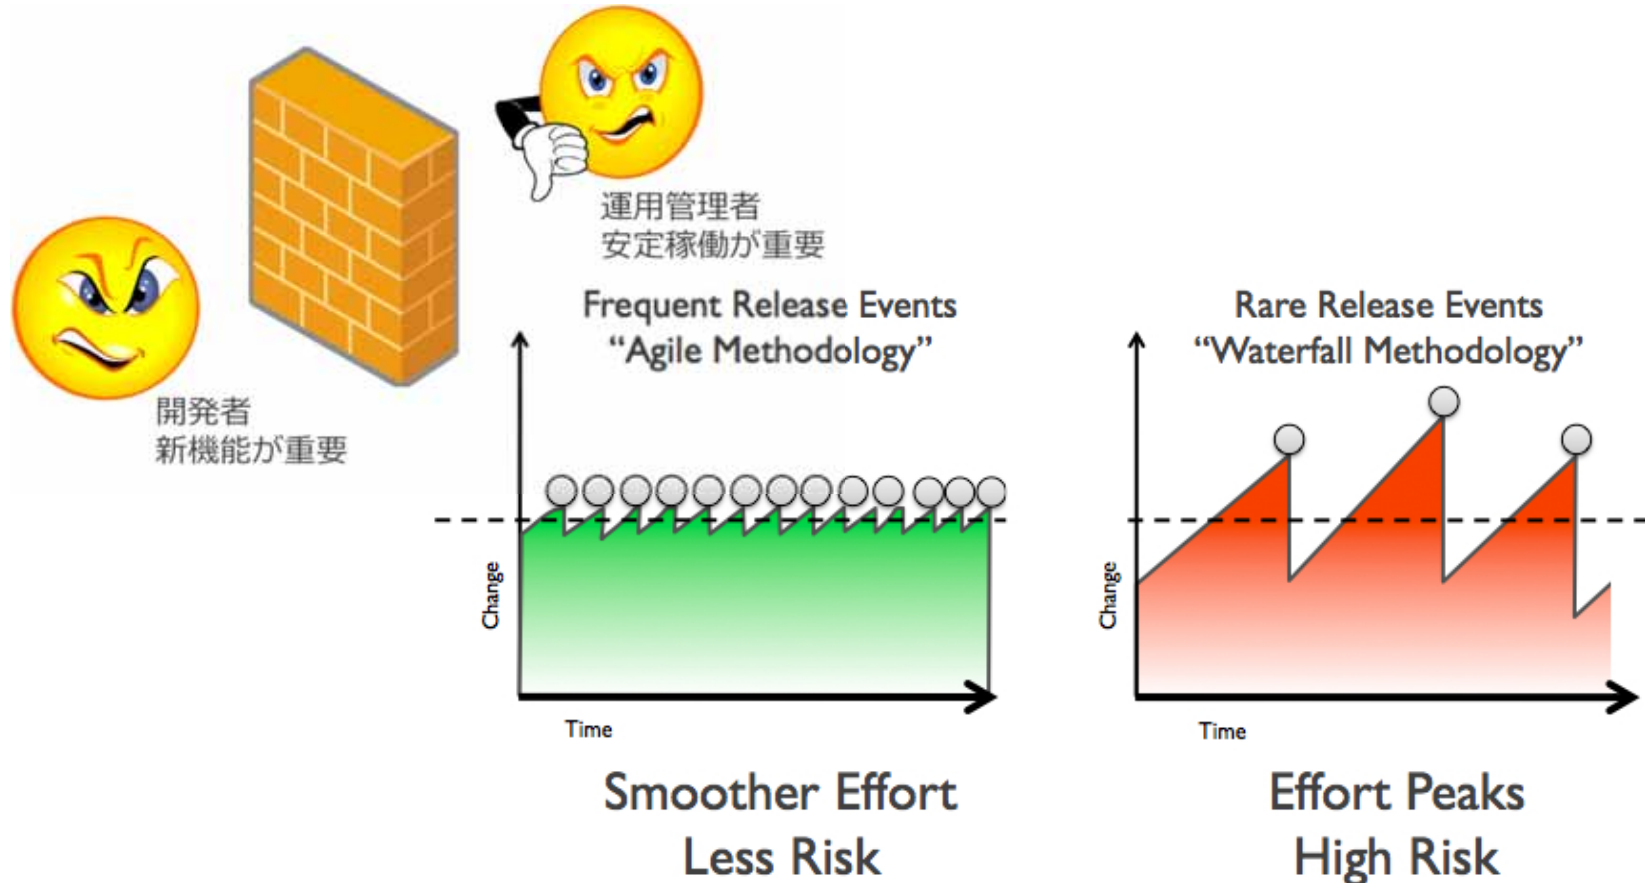 運用管理者
安定稼働が重要
開発者
新機能が重要
Frequent Release Events
“Agile Methodology”
Change
Time
Smoother Effort
Less Risk
Rare Release Events
“Waterfall Methodology”
Change
Time
Effort Peaks
High Risk